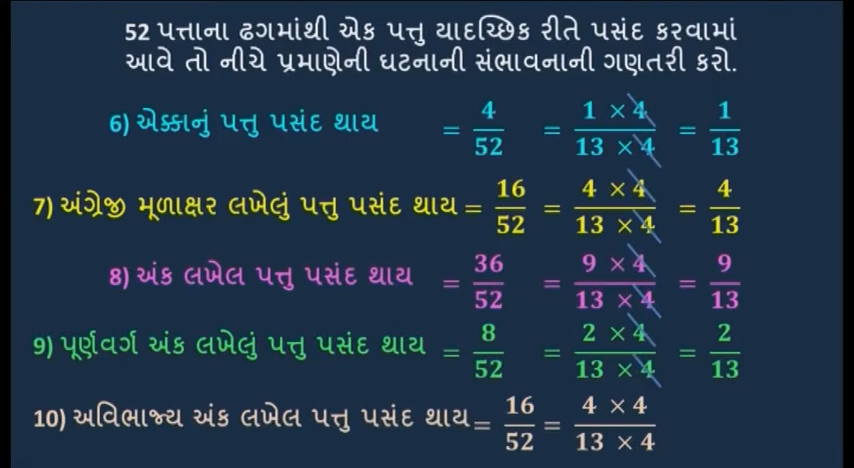 52 પત્તાના ઢગમાંથી એક પત્તુ યાદચ્છિક રીતે પસંદ કરવામાં
આવે તો નીચે પ્રમાણેની ઘટનાની સંભાવનાની ગણતરી કરો.
6) એક્કાનું પત્તુ પસંદ થાય = 4/52 = 1 × 4/13 × 4 = 1/13
7) અંગ્રેજી મૂળાક્ષર લખેલું પત્તુ પસંદ થાય = 16/52 = 4 × 4/13 × 4 = 4/13
8) અંક લખેલ પત્તુ પસંદ થાય = 36/52 = 9 × 4/13 × 4 = 9/13
9) પૂર્ણવર્ગ અંક લખેલું પત્તુ પસંદ થાય = 8/52 = 2 × 4/13 × 4 = 2/13
10) અવિભાજ્ય અંક લખેલ પત્તુ પસંદ થાય = 16/52 = 4 × 4/13 × 4